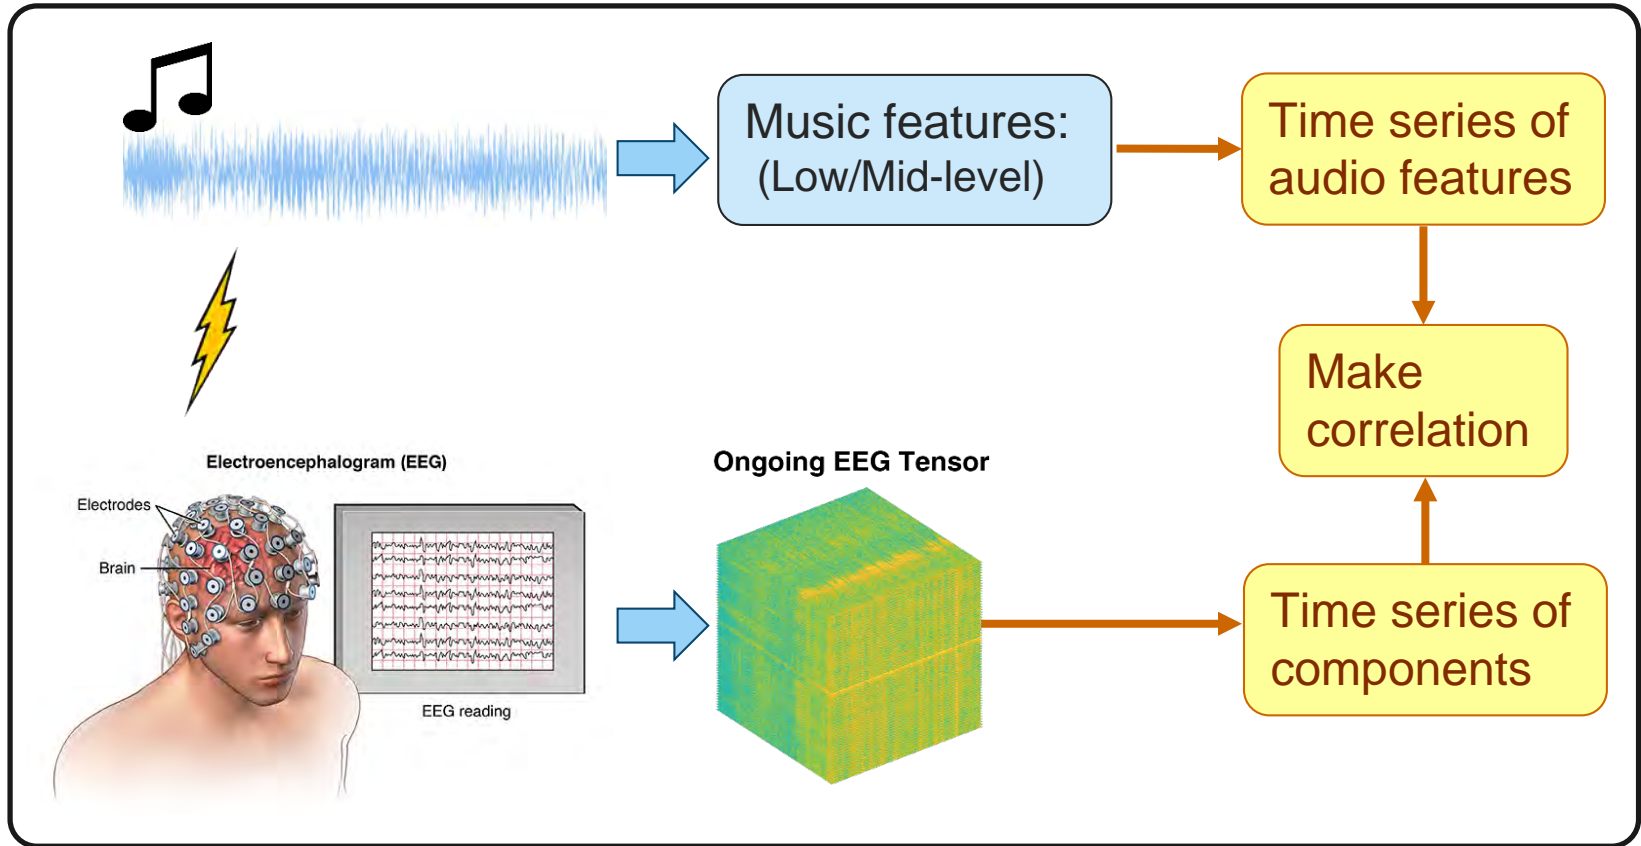 Music features:
(Low/Mid-level)
Time series of
audio features
Make
correlation
Electroencephalogram (EEG)
Electrodes
Brain
EEG reading
Ongoing EEG Tensor
Time series of
components